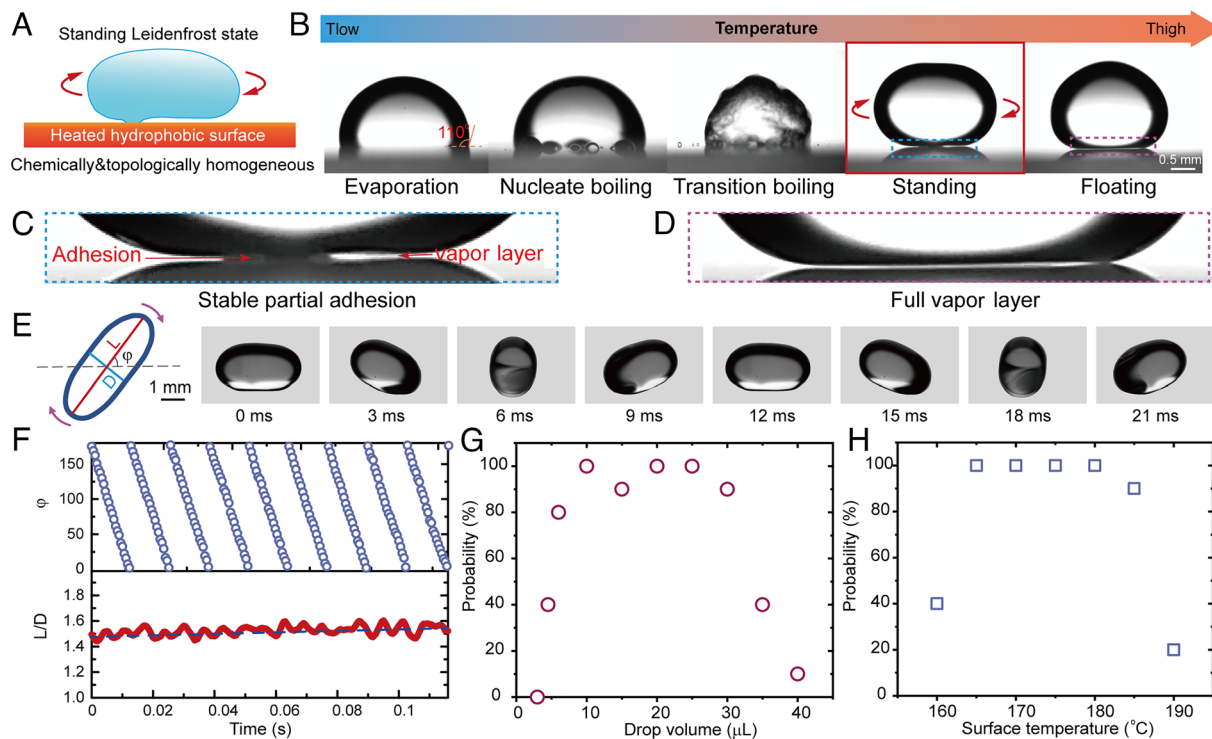 A
Standing Leidenfrost state
Heated hydrophobic surface
Chemically&topologically homogeneous
B
Tlow Temperature Thigh
110°
0.5 mm
Evaporation Nucleate boiling Transition boiling Standing Floating
C
Adhesion vapor layer
Stable partial adhesion
D
Full vapor layer
E
L
φ
D
1 mm
0 ms 3 ms 6 ms 9 ms 12 ms 15 ms 18 ms 21 ms
F
φ
150
100
50
0
L/D
1.8
1.6
1.4
1.2
1.0
0 0.02 0.04 0.06 0.08 0.1
Time (s)
G
Probability (%)
100
80
60
40
20
0
0 10 20 30 40
Drop volume (μL)
H
Probability (%)
100
80
60
40
20
0
160 170 180 190
Surface temperature (°C)